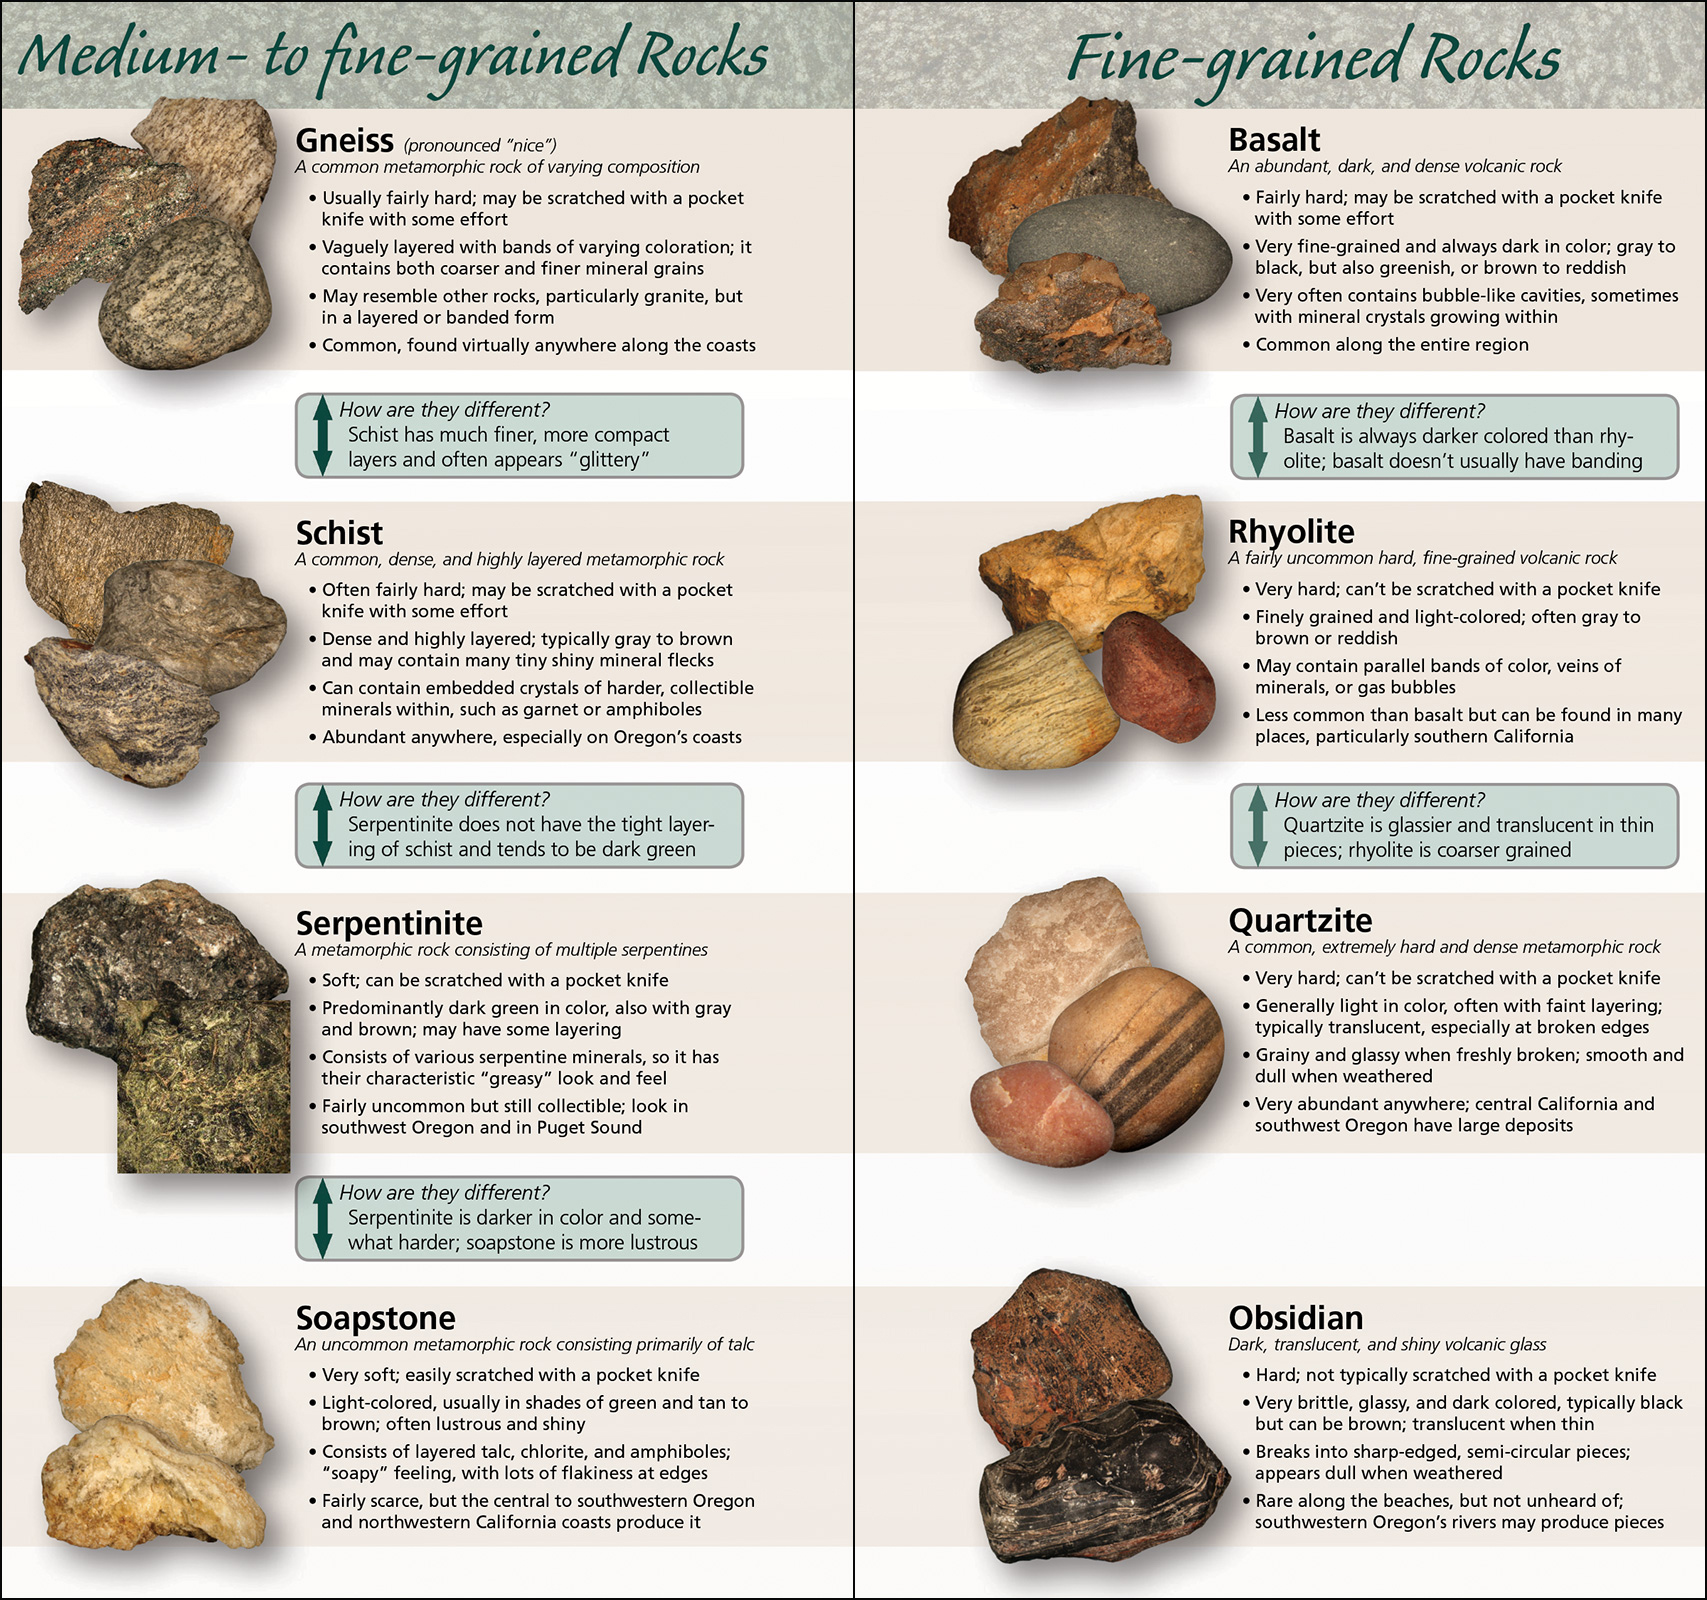 Medium- to fine-grained Rocks
Gneiss (pronounced “nice”)
A common metamorphic rock of varying composition
• Usually fairly hard; may be scratched with a pocket
knife with some effort
• Vaguely layered with bands of varying coloration; it
contains both coarser and finer mineral grains
• May resemble other rocks, particularly granite, but
in a layered or banded form
• Common, found virtually anywhere along the coasts
How are they different?
Schist has much finer, more compact
layers and often appears “glittery”
Schist
A common, dense, and highly layered metamorphic rock
• Often fairly hard; may be scratched with a pocket
knife with some effort
• Dense and highly layered; typically gray to brown
and may contain many tiny shiny mineral flecks
• Can contain embedded crystals of harder, collectible
minerals within, such as garnet or amphiboles
• Abundant anywhere, especially on Oregon’s coasts
How are they different?
Serpentinite does not have the tight layer-
ing of schist and tends to be dark green
Serpentinite
A metamorphic rock consisting of multiple serpentines
• Soft; can be scratched with a pocket knife
• Predominantly dark green in color, also with gray
and brown; may have some layering
• Consists of various serpentine minerals, so it has
their characteristic “greasy” look and feel
• Fairly uncommon but still collectible; look in
southwest Oregon and in Puget Sound
How are they different?
Serpentinite is darker in color and some-
what harder; soapstone is more lustrous
Soapstone
An uncommon metamorphic rock consisting primarily of talc
• Very soft; easily scratched with a pocket knife
• Light-colored, usually in shades of green and tan to
brown; often lustrous and shiny
• Consists of layered talc, chlorite, and amphiboles;
“soapy” feeling, with lots of flakiness at edges
• Fairly scarce, but the central to southwestern Oregon
and northwestern California coasts produce it
Fine-grained Rocks
Basalt
An abundant, dark, and dense volcanic rock
• Fairly hard; may be scratched with a pocket knife
with some effort
• Very fine-grained and always dark in color; gray to
black, but also greenish, or brown to reddish
• Very often contains bubble-like cavities, sometimes
with mineral crystals growing within
• Common along the entire region
How are they different?
Basalt is always darker colored than rhy-
olite; basalt doesn’t usually have banding
Rhyolite
A fairly uncommon hard, fine-grained volcanic rock
• Very hard; can’t be scratched with a pocket knife
• Finely grained and light-colored; often gray to
brown or reddish
• May contain parallel bands of color, veins of
minerals, or gas bubbles
• Less common than basalt but can be found in many
places, particularly southern California
How are they different?
Quartzite is glassier and translucent in thin
pieces; rhyolite is coarser grained
Quartzite
A common, extremely hard and dense metamorphic rock
• Very hard; can’t be scratched with a pocket knife
• Generally light in color, often with faint layering;
typically translucent, especially at broken edges
• Grainy and glassy when freshly broken; smooth and
dull when weathered
• Very abundant anywhere; central California and
southwest Oregon have large deposits
Obsidian
Dark, translucent, and shiny volcanic glass
• Hard; not typically scratched with a pocket knife
• Very brittle, glassy, and dark colored, typically black
but can be brown; translucent when thin
• Breaks into sharp-edged, semi-circular pieces;
appears dull when weathered
• Rare along the beaches, but not unheard of;
southwestern Oregon’s rivers may produce pieces